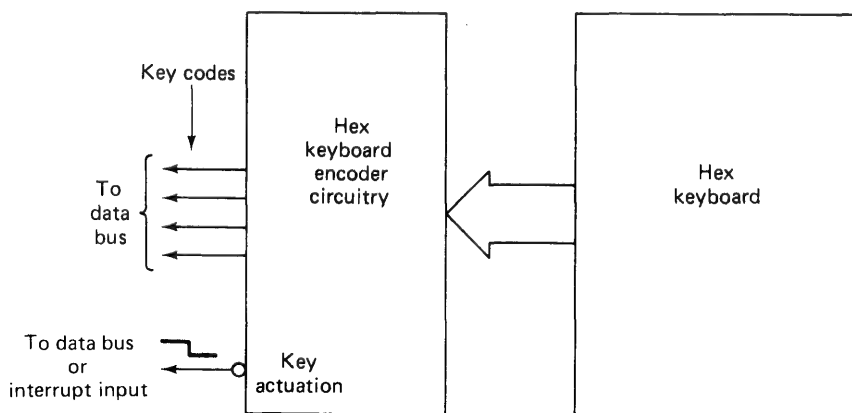 Key codes
To
data
bus
Hex
keyboard
encoder
circuitry
Hex
keyboard
To data bus
or
interrupt input
Key
actuation